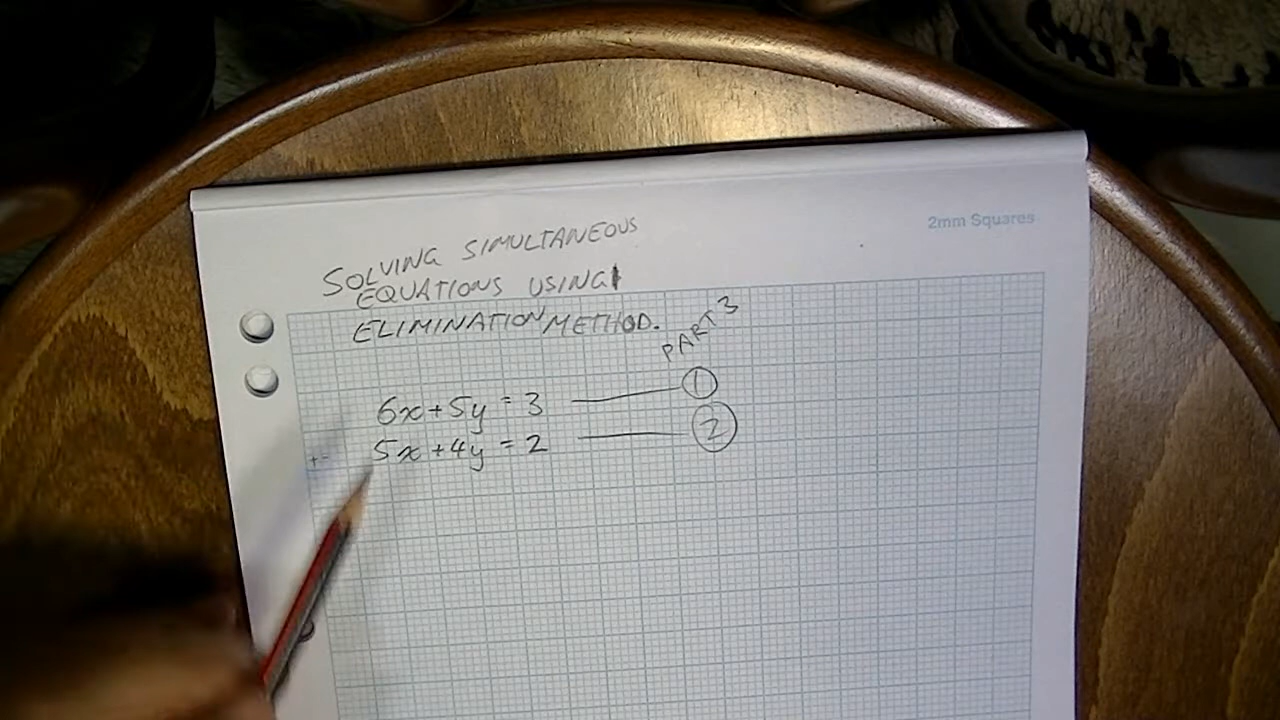 2mm Squares
SOLVING SIMULTANEOUS
EQUATIONS USING
ELIMINATION METHOD.
PART 3
6x+5y = 3 ——— ①
5x+4y = 2 ——— ②
+-